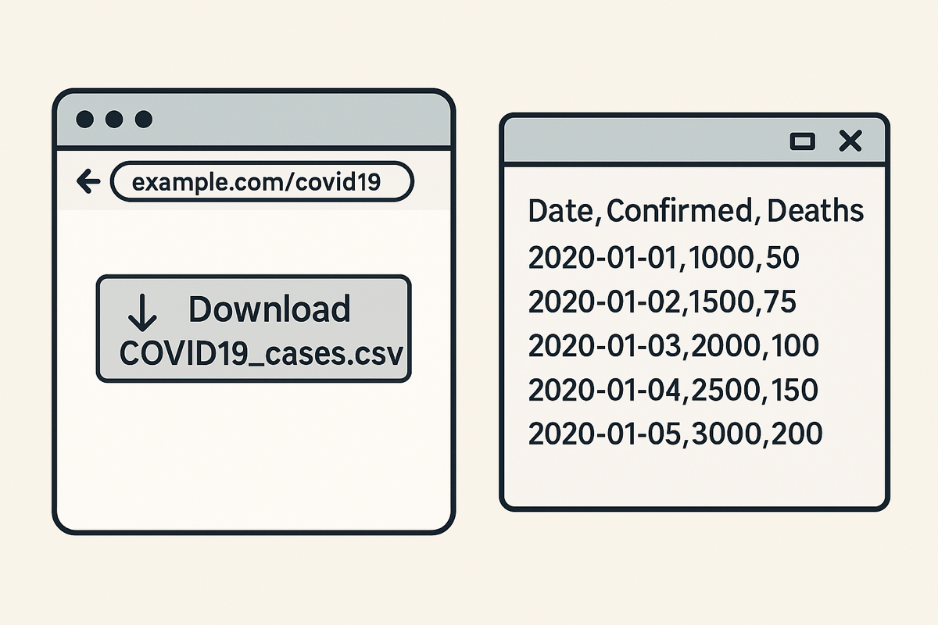 example.com/covid19
Download
COVID19_cases.csv
Date, Confirmed, Deaths
2020-01-01,1000,50
2020-01-02,1500,75
2020-01-03,2000,100
2020-01-04,2500,150
2020-01-05,3000,200